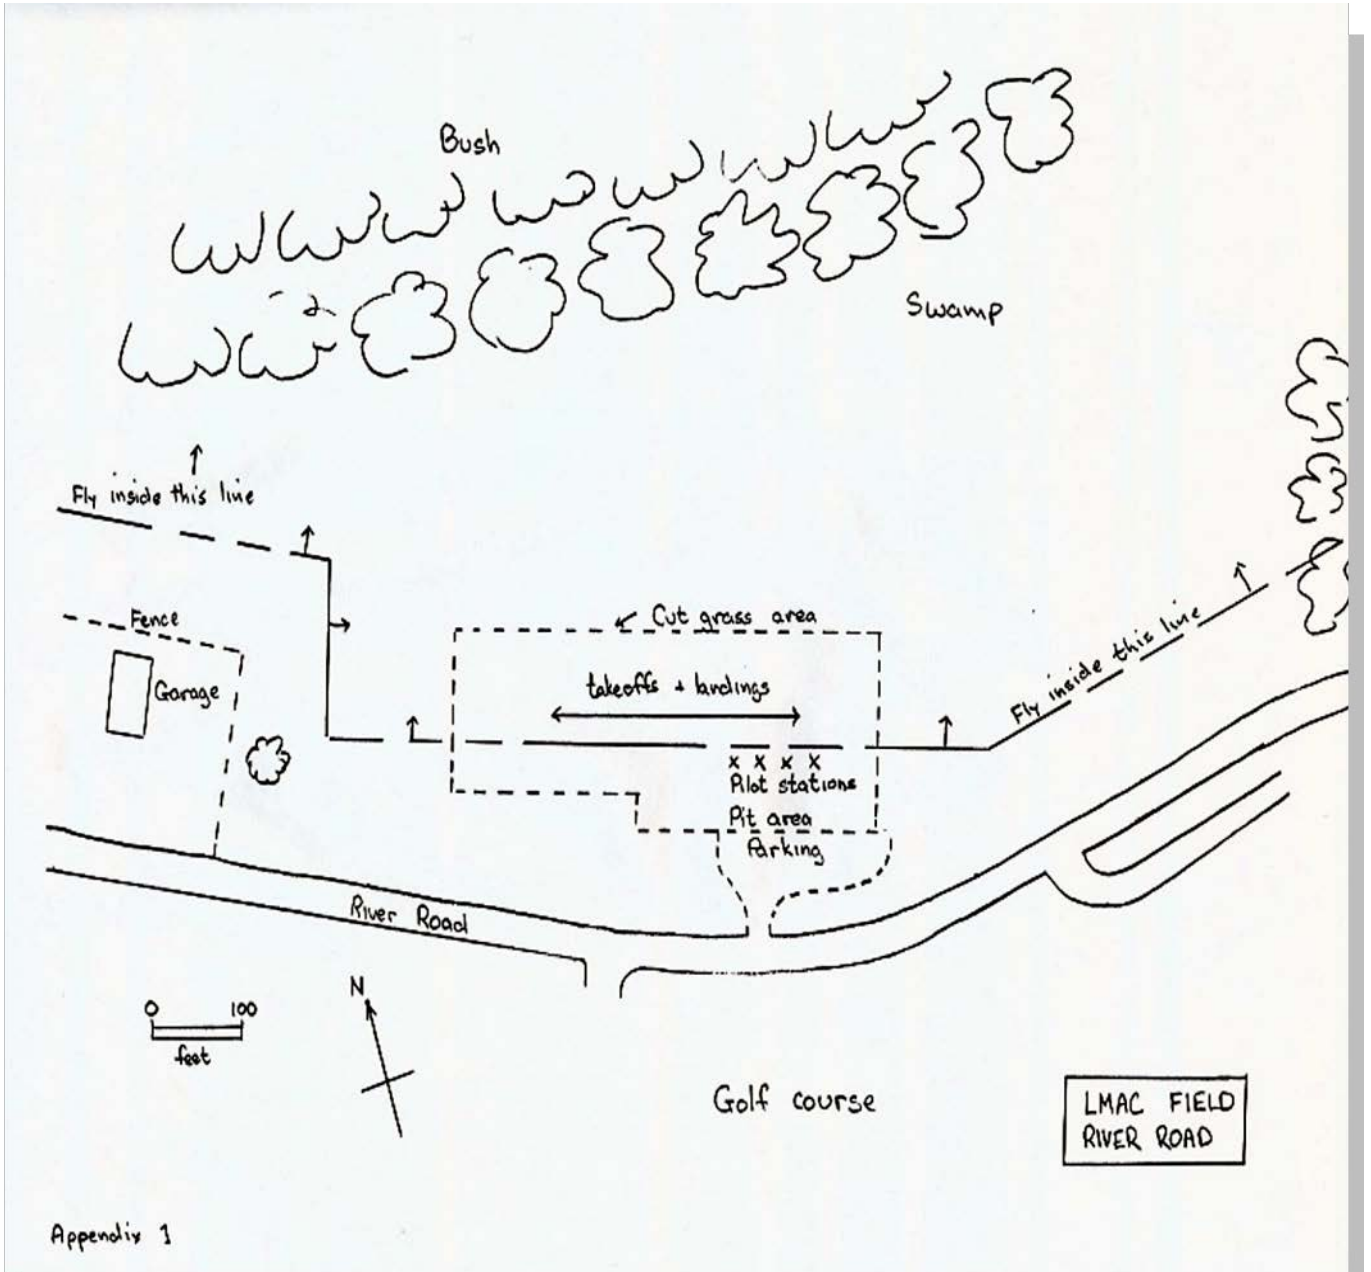 Bush
Swamp
Fly inside this line
Fence
Garage
Cut grass area
takeoffs + landings
Fly inside this line
x x x x
Pilot stations
Pit area
Parking
River Road
N
0 100
feet
Golf course
LMAC FIELD
RIVER ROAD
Appendix 1